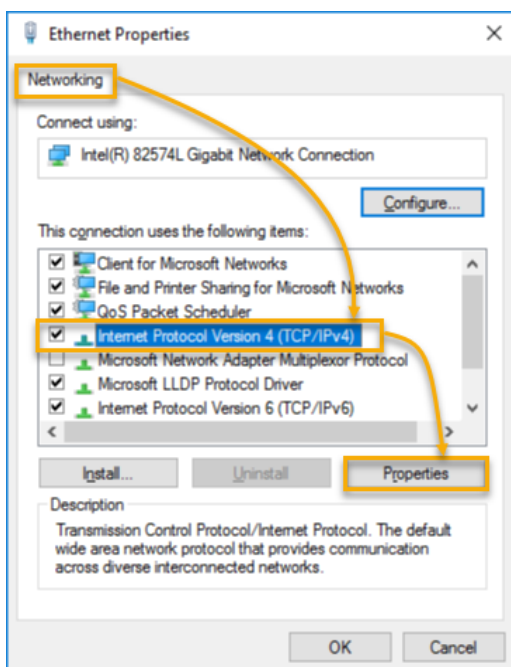 Ethernet Properties
Networking
Connect using:
Intel(R) 82574L Gigabit Network Connection
Configure...
This connection uses the following items:
Client for Microsoft Networks
File and Printer Sharing for Microsoft Networks
QoS Packet Scheduler
Internet Protocol Version 4 (TCP/IPv4)
Microsoft Network Adapter Multiplexor Protocol
Microsoft LLDP Protocol Driver
Internet Protocol Version 6 (TCP/IPv6)
Install... Uninstall Properties
Description
Transmission Control Protocol/Internet Protocol. The default
wide area network protocol that provides communication
across diverse interconnected networks.
OK Cancel